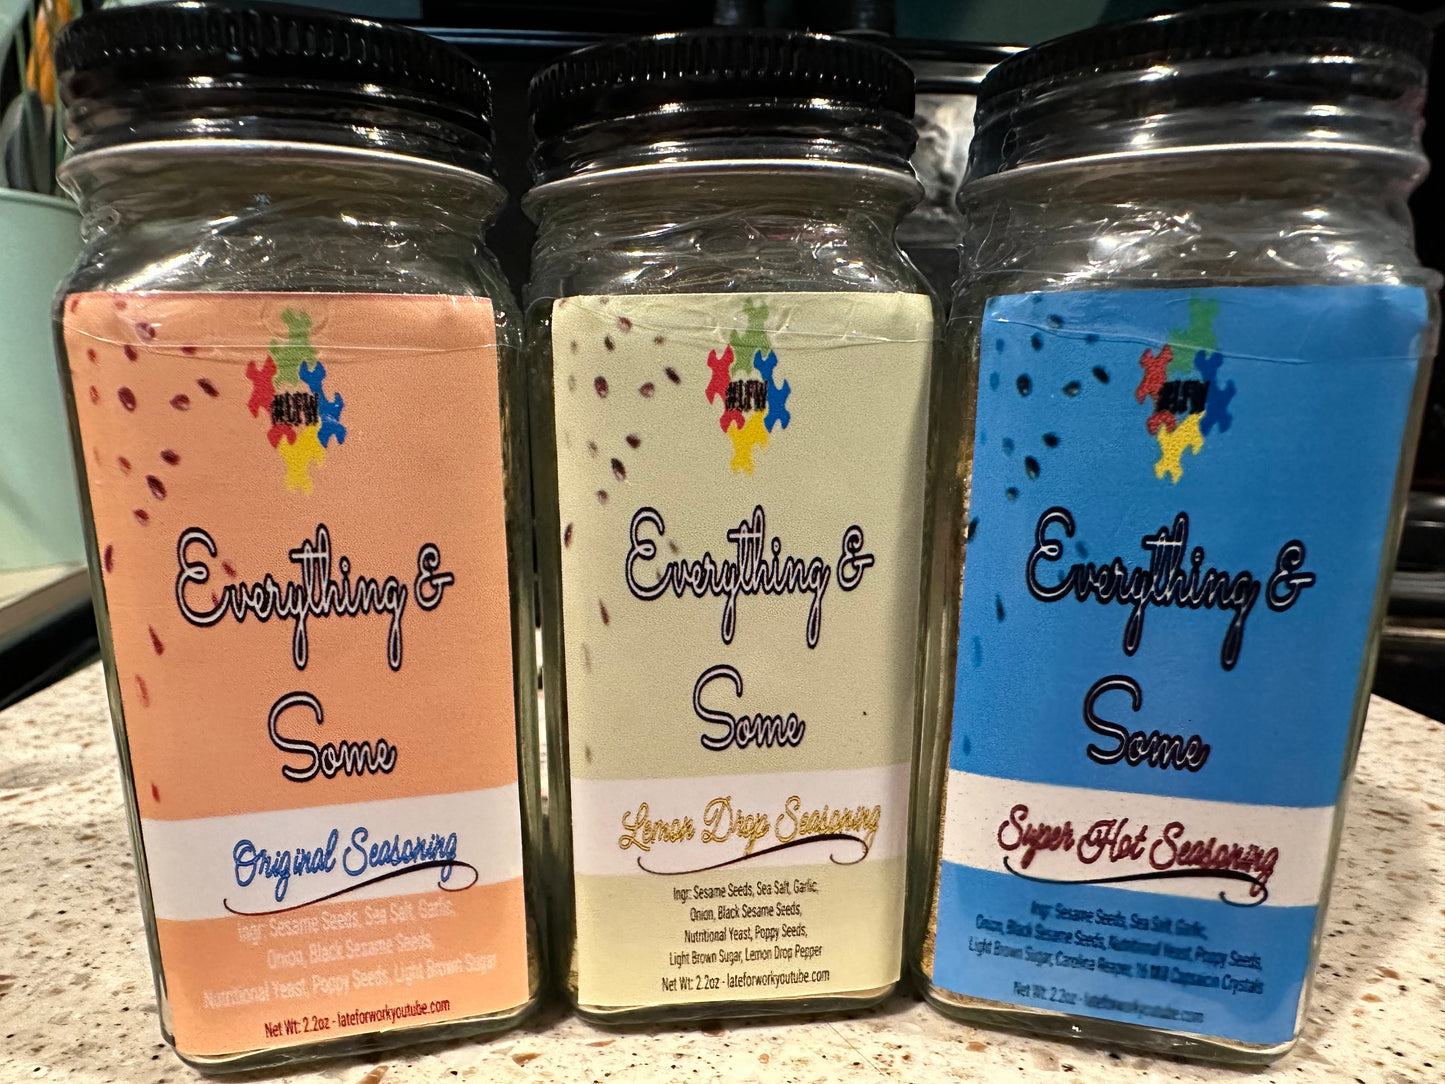 #LFW
Everything &
Some
Original Seasoning
Ingr: Sesame Seeds, Sea Salt, Garlic,
Onion, Black Sesame Seeds,
Nutritional Yeast, Poppy Seeds, Light Brown Sugar
Net Wt: 2.2oz - lateforworkyoutube.com
#LFW
Everything &
Some
Lemon Drop Seasoning
Ingr: Sesame Seeds, Sea Salt, Garlic,
Onion, Black Sesame Seeds,
Nutritional Yeast, Poppy Seeds,
Light Brown Sugar, Lemon Drop Pepper
Net Wt: 2.2oz - lateforworkyoutube.com
#LFW
Everything &
Some
Super Hot Seasoning
Ingr: Sesame Seeds, Sea Salt, Garlic,
Onion, Black Sesame Seeds, Nutritional Yeast, Poppy Seeds,
Light Brown Sugar, Carolina Reaper, 16 Mill Capsaicin Crystals
Net Wt: 2.2oz - lateforworkyoutube.com